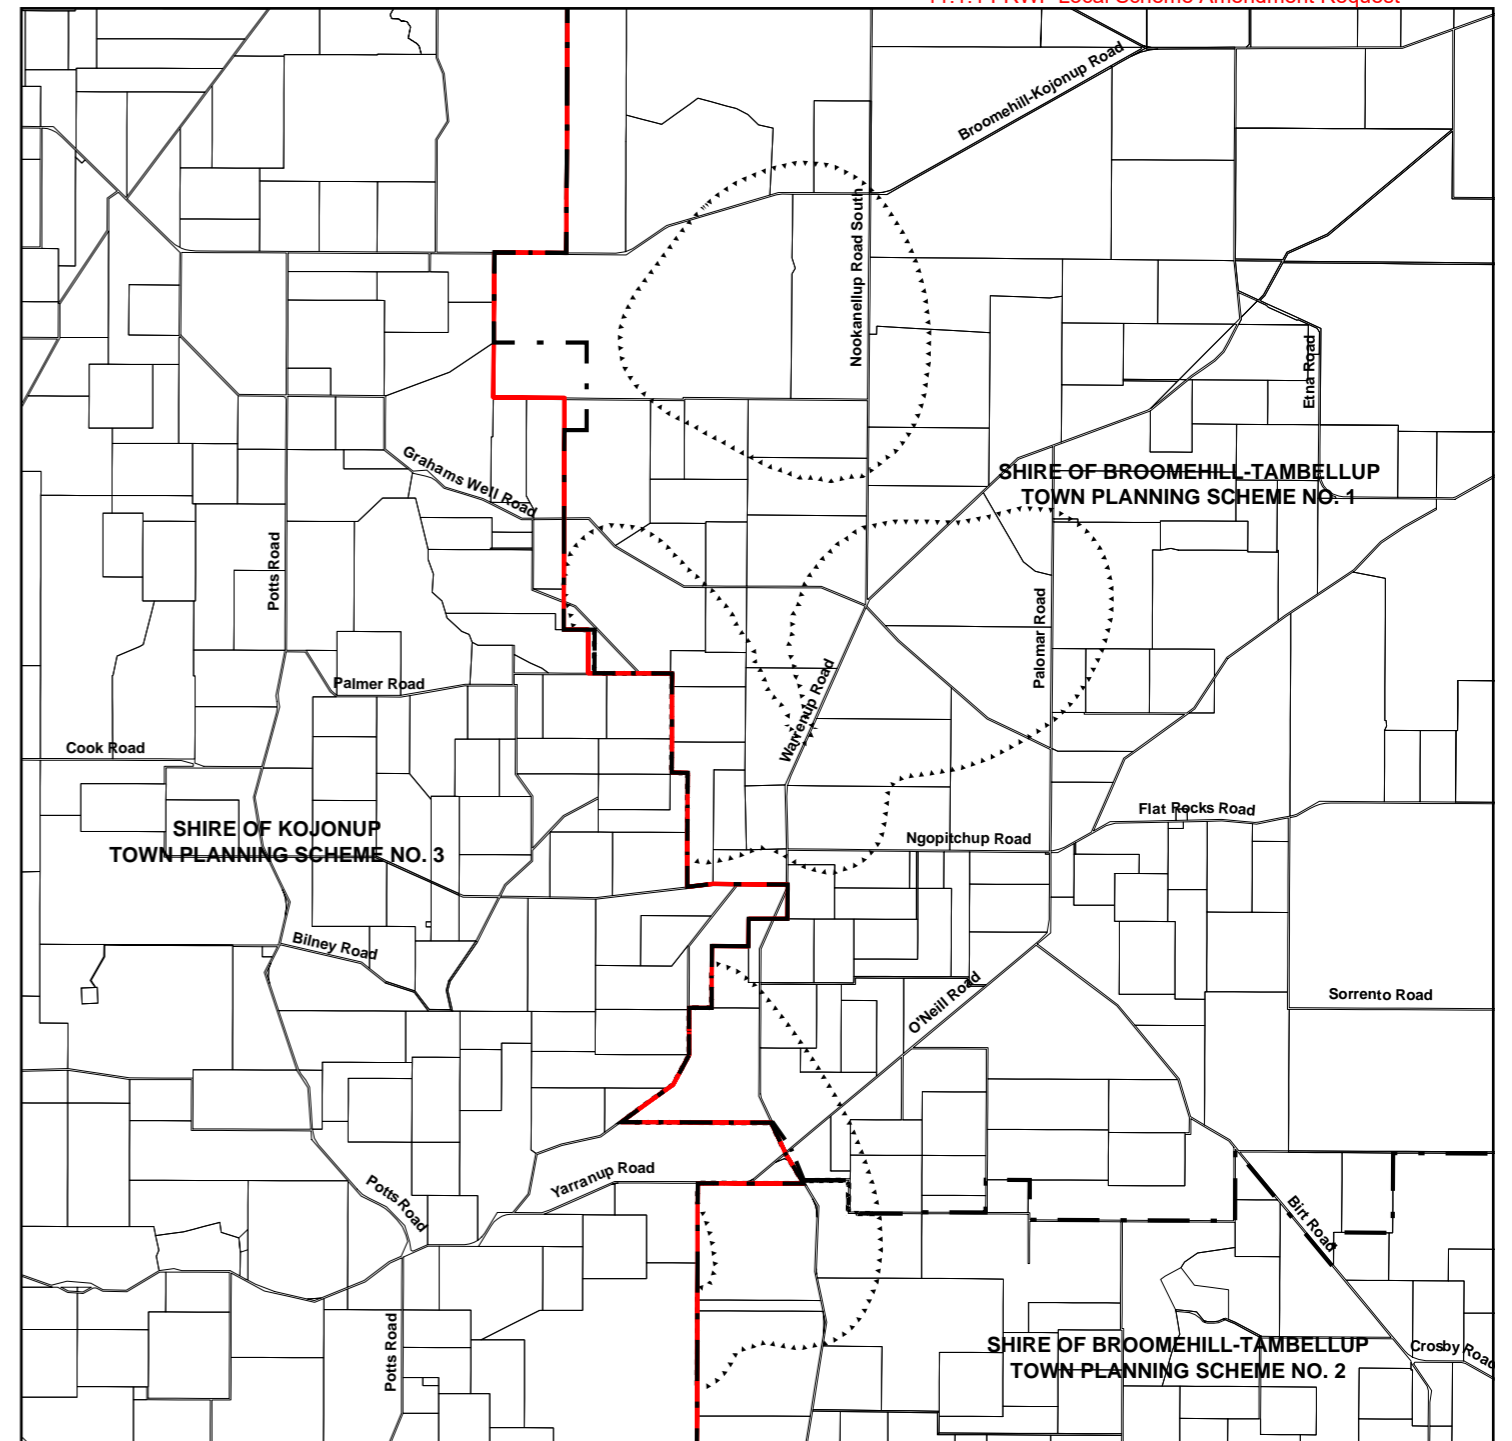 Broomehill-Kojonup Road
Nookanellup Road South
Etna Road
Grahams Well Road
SHIRE OF BROOMEHILL-TAMBELLUP
TOWN PLANNING SCHEME NO. 1
Potts Road
Palomar Road
Palmer Road
Warrenup Road
Cook Road
Flat Rocks Road
SHIRE OF KOJONUP
TOWN PLANNING SCHEME NO. 3
Ngopitchup Road
Bilney Road
O'Neill Road
Sorrento Road
Yarranup Road
Potts Road
Birt Road
Potts Road
SHIRE OF BROOMEHILL-TAMBELLUP
TOWN PLANNING SCHEME NO. 2
Crosby Road